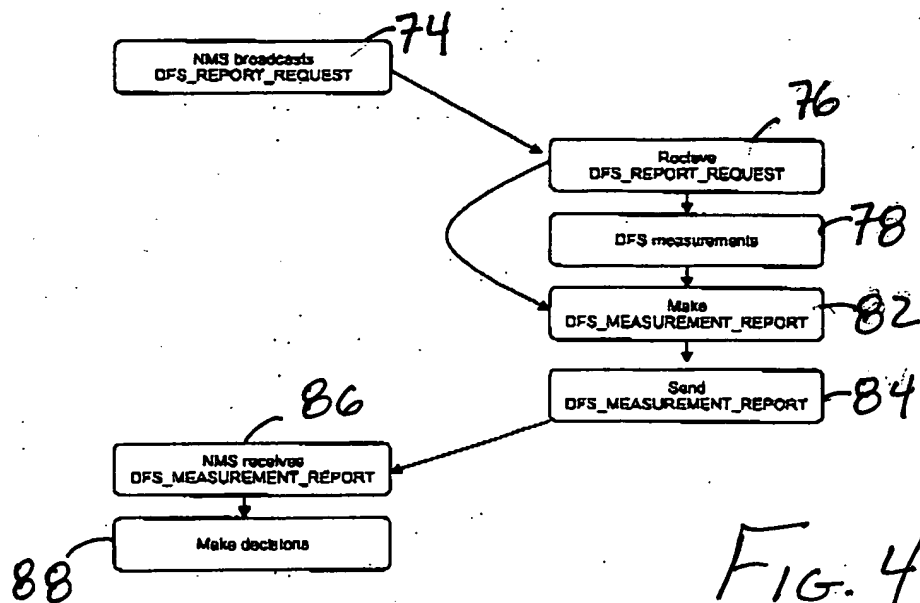 74
NMS broadcasts
DFS_REPORT_REQUEST
76
Receive
DFS_REPORT_REQUEST
78
DFS measurements
82
Make
DFS_MEASUREMENT_REPORT
84
Send
DFS_MEASUREMENT_REPORT
86
NMS receives
DFS_MEASUREMENT_REPORT
88
Make decisions
FIG. 4